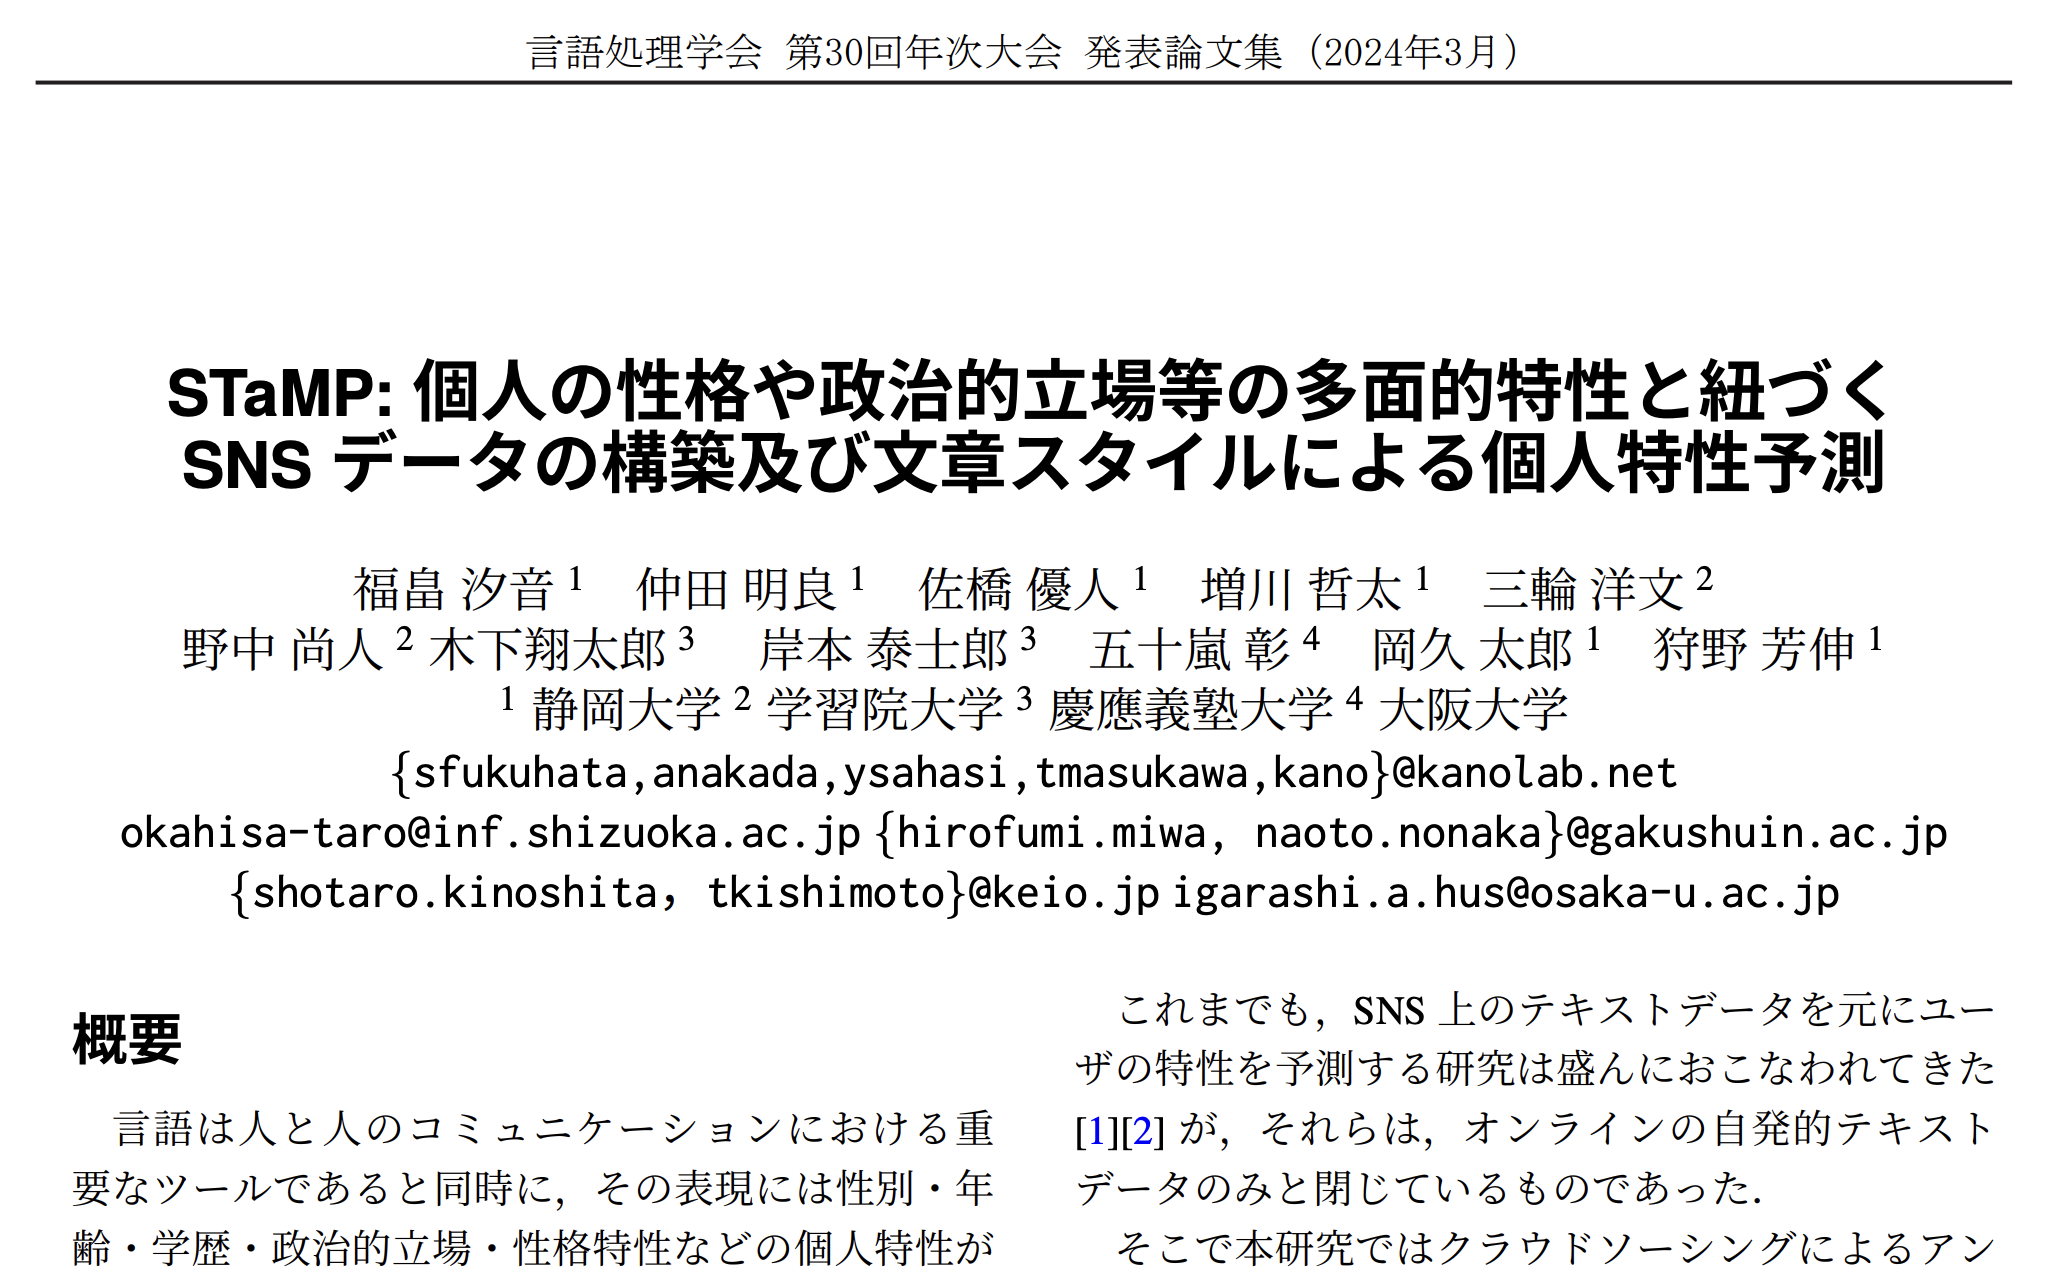 言語処理学会 第30回年次大会 発表論文集（2024年3月）
STaMP: 個人の性格や政治的立場等の多面的特性と紐づく
SNS データの構築及び文章スタイルによる個人特性予測
福畠 汐音 1 仲田 明良 1 佐橋 優人 1 増川 哲太 1 三輪 洋文 2
野中 尚人 2 木下翔太郎 3 岸本 泰士郎 3 五十嵐 彰 4 岡久 太郎 1 狩野 芳伸 1
1 静岡大学 2 学習院大学 3 慶應義塾大学 4 大阪大学
{sfukuhata,anakada,ysahasi,tmasukawa,kano}@kanolab.net
okahisa-taro@inf.shizuoka.ac.jp {hirofumi.miwa, naoto.nonaka}@gakushuin.ac.jp
{shotaro.kinoshita, tkishimoto}@keio.jp igarashi.a.hus@osaka-u.ac.jp
概要
言語は人と人のコミュニケーションにおける重
要なツールであると同時に，その表現には性別・年
齢・学歴・政治的立場・性格特性などの個人特性が
これまでも，SNS 上のテキストデータを元にユー
ザの特性を予測する研究は盛んにおこなわれてきた
[1][2] が，それらは，オンラインの自発的テキスト
データのみと閉じているものであった．
そこで本研究ではクラウドソーシングによるアン